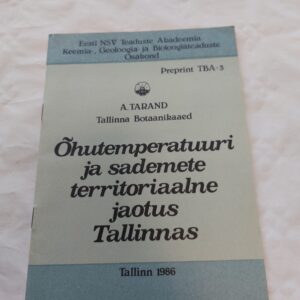 Eesti NSV Teaduste Akadeemia
Keemia-, Geoloogia- ja Bioloogiateaduste
Osakond
Preprint TBA-3
A. TARAND
Tallinna Botaanikaaed
Õhutemperatuuri
ja sademete
territoriaalne
jaotus
Tallinnas
Tallinn 1986